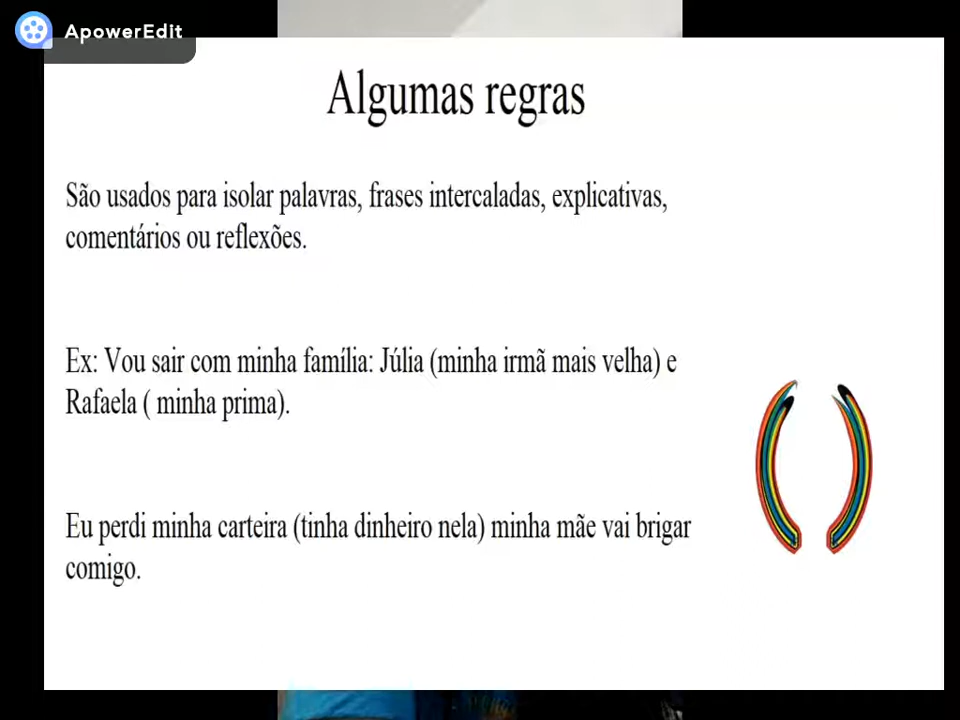 ApowerEdit
Algumas regras
São usados para isolar palavras, frases intercaladas, explicativas,
comentários ou reflexões.
Ex: Vou sair com minha família: Júlia (minha irmã mais velha) e
Rafaela ( minha prima).
Eu perdi minha carteira (tinha dinheiro nela) minha mãe vai brigar
comigo.